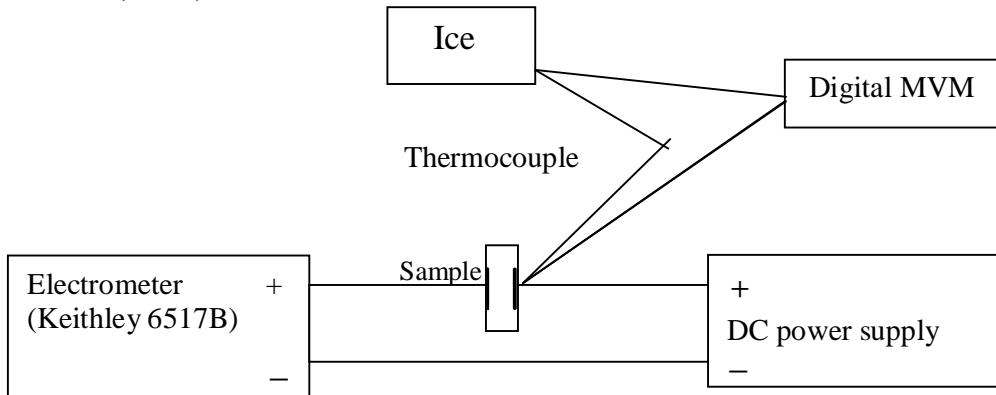 Ice
Digital MVM
Thermocouple
Sample
Electrometer +
(Keithley 6517B)
−
+
DC power supply
−